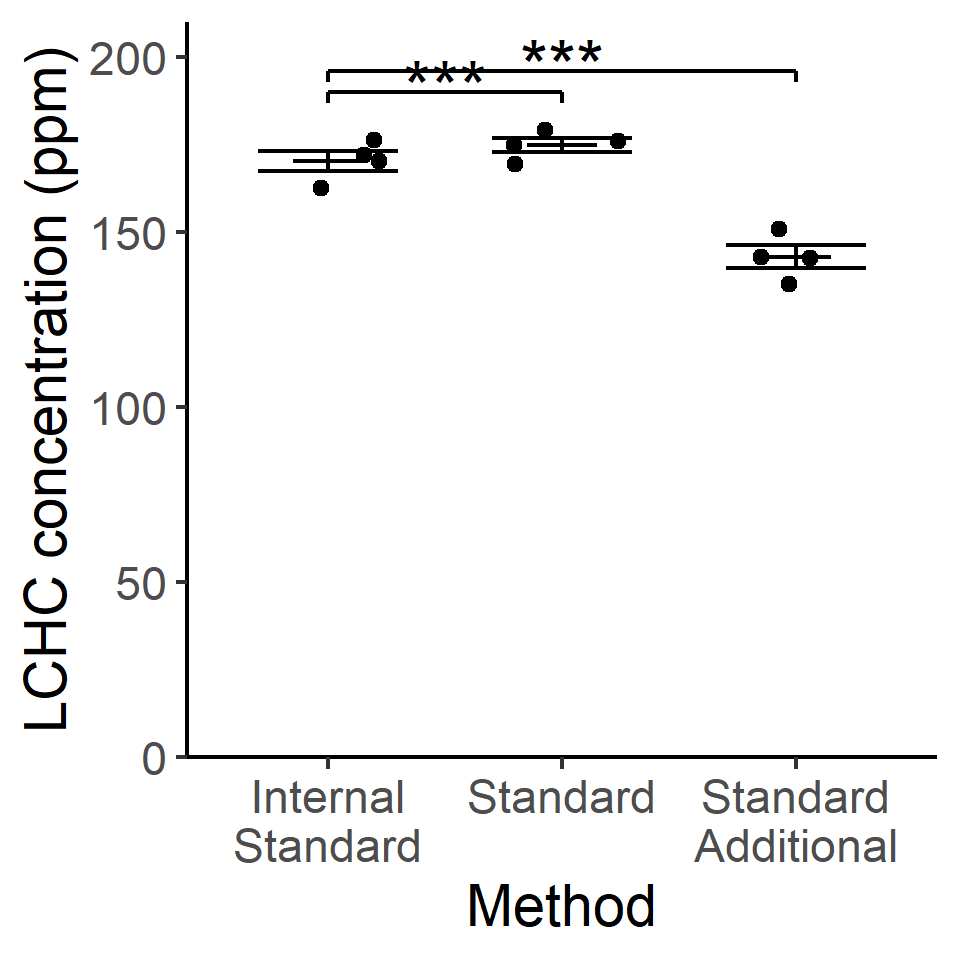 LCHC concentration (ppm)
200
150
100
50
0
***
***
Internal
Standard
Standard
Standard
Additional
Method